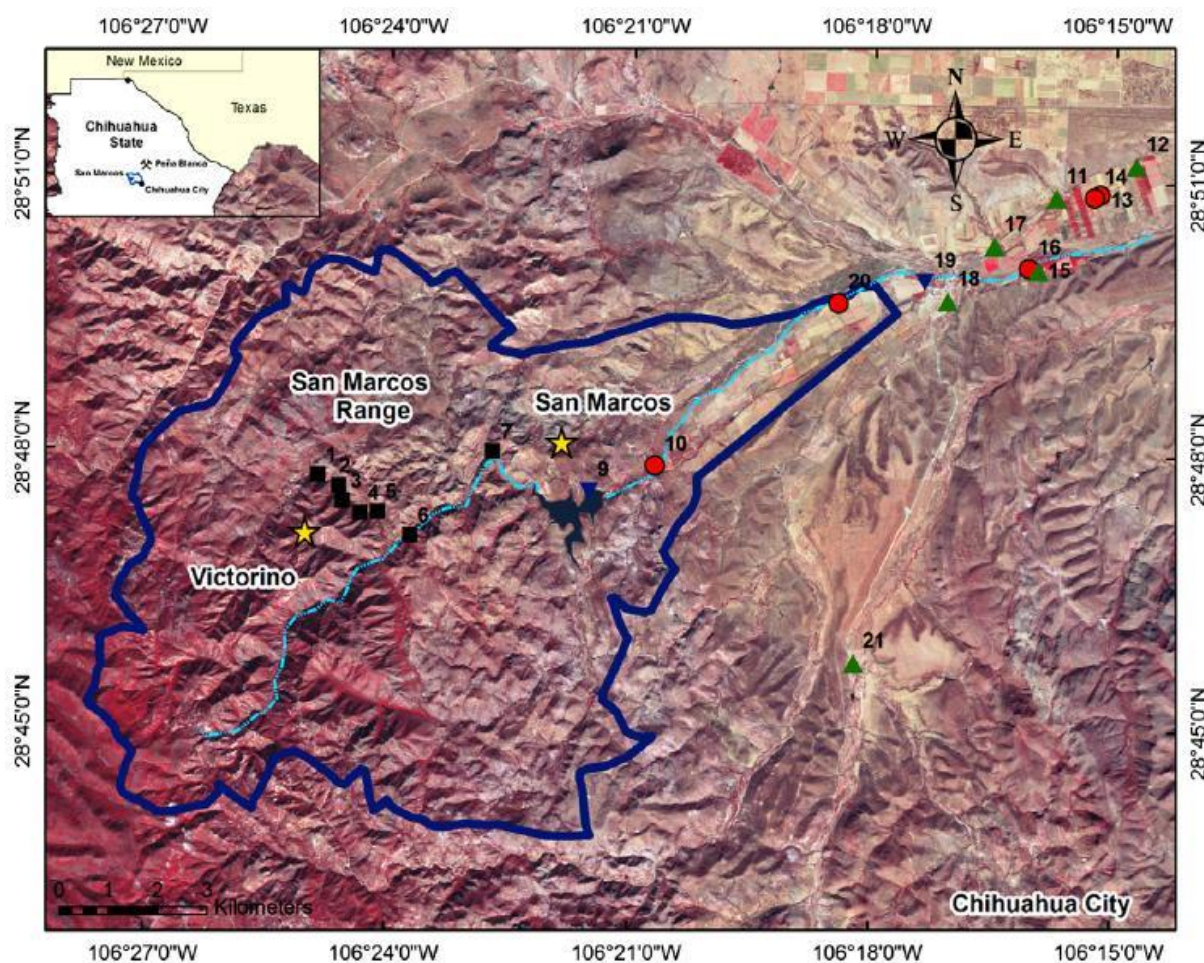 106°27'0"W
106°24'0"W
106°21'0"W
106°18'0"W
106°15'0"W
New Mexico
Texas
Chihuahua
State
Peña Blanca
San Marcos
Chihuahua City
N
W
E
S
28°51'0"N
28°51'0"N
12
11
14
13
17
16
15
19
18
20
San Marcos
Range
San Marcos
28°48'0"N
28°48'0"N
7
10
1
2
3
9
4
5
6
Victorino
21
28°45'0"N
28°45'0"N
0
1
2
3
Kilometers
Chihuahua City
106°27'0"W
106°24'0"W
106°21'0"W
106°18'0"W
106°15'0"W